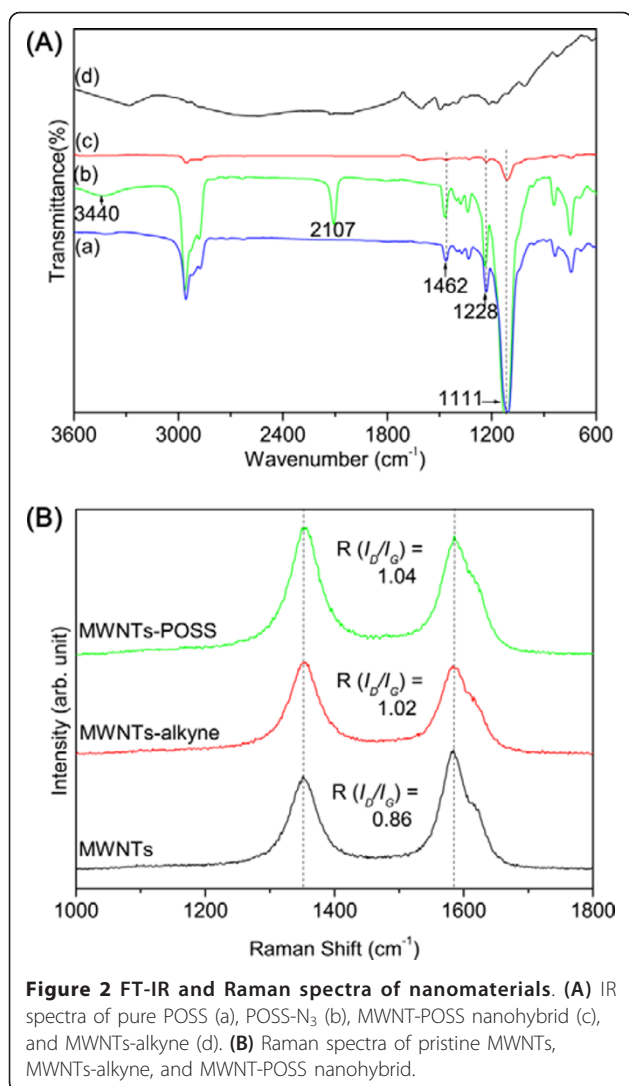 (A)
(d)
(c)
(b)
(a)
3440
2107
1462
1228
1111
Transmittance(%)
3600 3000 2400 1800 1200 600
Wavenumber (cm⁻¹)
(B)
R (I_D/I_G) =
1.04
MWNTs-POSS
R (I_D/I_G) =
1.02
MWNTs-alkyne
R (I_D/I_G) =
0.86
MWNTs
Intensity (arb. unit)
1000 1200 1400 1600 1800
Raman Shift (cm⁻¹)
Figure 2 FT-IR and Raman spectra of nanomaterials. (A) IR
spectra of pure POSS (a), POSS-N₃ (b), MWNT-POSS nanohybrid (c),
and MWNTs-alkyne (d). (B) Raman spectra of pristine MWNTs,
MWNTs-alkyne, and MWNT-POSS nanohybrid.